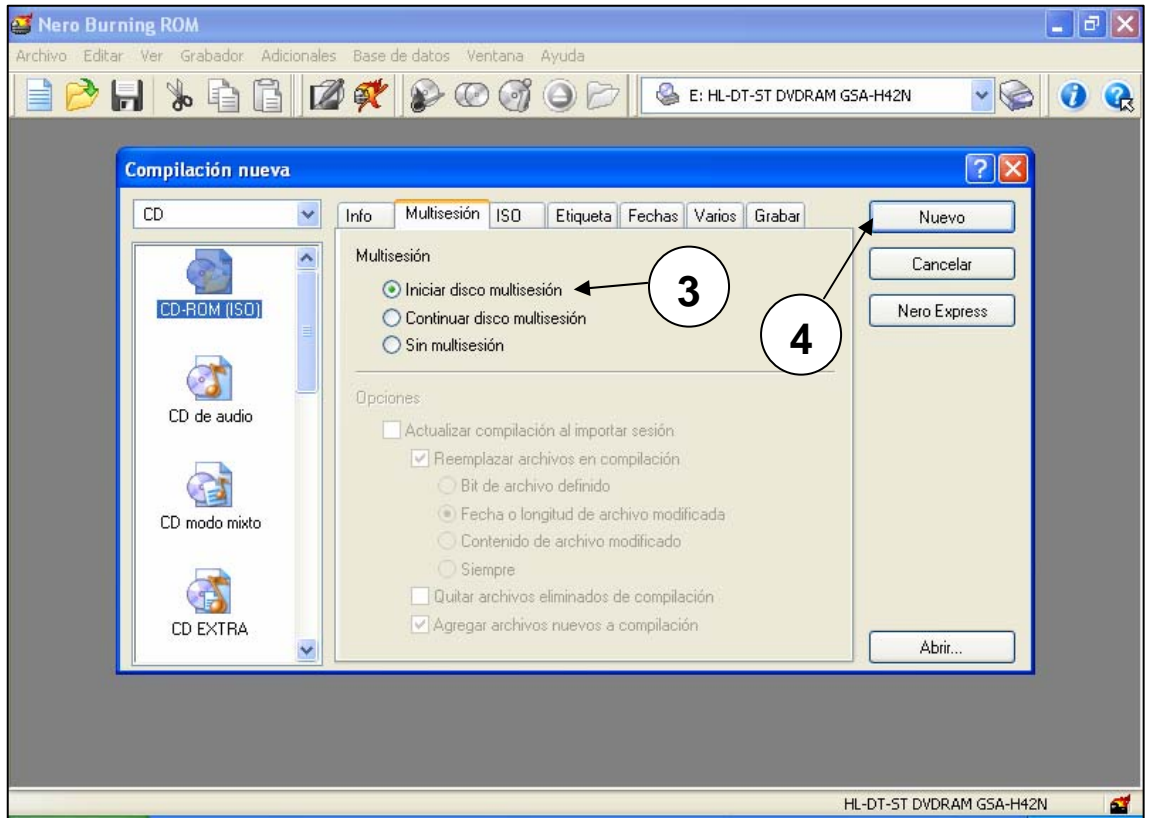 Nero Burning ROM
Archivo Editar Ver Grabador Adicionales Base de datos Ventana Ayuda
E: HL-DT-ST DVDRAM GSA-H42N
Compilación nueva
CD
Info Multisesión ISO Etiqueta Fechas Varios Grabar
Nuevo
Cancelar
Nero Express
Abrir...
CD-ROM (ISO)
CD de audio
CD modo mixto
CD EXTRA
Multisesión
Iniciar disco multisesión
Continuar disco multisesión
Sin multisesión
3
4
Opciones
Actualizar compilación al importar sesión
Reemplazar archivos en compilación
Bit de archivo definido
Fecha o longitud de archivo modificada
Contenido de archivo modificado
Siempre
Quitar archivos eliminados de compilación
Agregar archivos nuevos a compilación
HL-DT-ST DVDRAM GSA-H42N